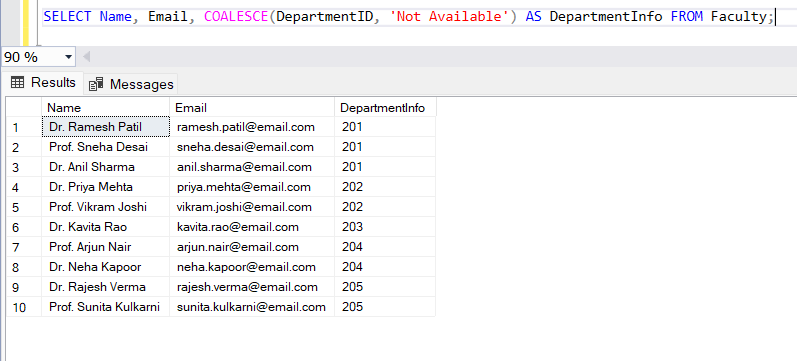 SELECT Name, Email, COALESCE(DepartmentID, 'Not Available') AS DepartmentInfo FROM Faculty;
90 %
Results Messages
Name Email DepartmentInfo
1 Dr. Ramesh Patil ramesh.patil@email.com 201
2 Prof. Sneha Desai sneha.desai@email.com 201
3 Dr. Anil Sharma anil.sharma@email.com 201
4 Dr. Priya Mehta priya.mehta@email.com 202
5 Prof. Vikram Joshi vikram.joshi@email.com 202
6 Dr. Kavita Rao kavita.rao@email.com 203
7 Prof. Arjun Nair arjun.nair@email.com 204
8 Dr. Neha Kapoor neha.kapoor@email.com 204
9 Dr. Rajesh Verma rajesh.verma@email.com 205
10 Prof. Sunita Kulkarni sunita.kulkarni@email.com 205